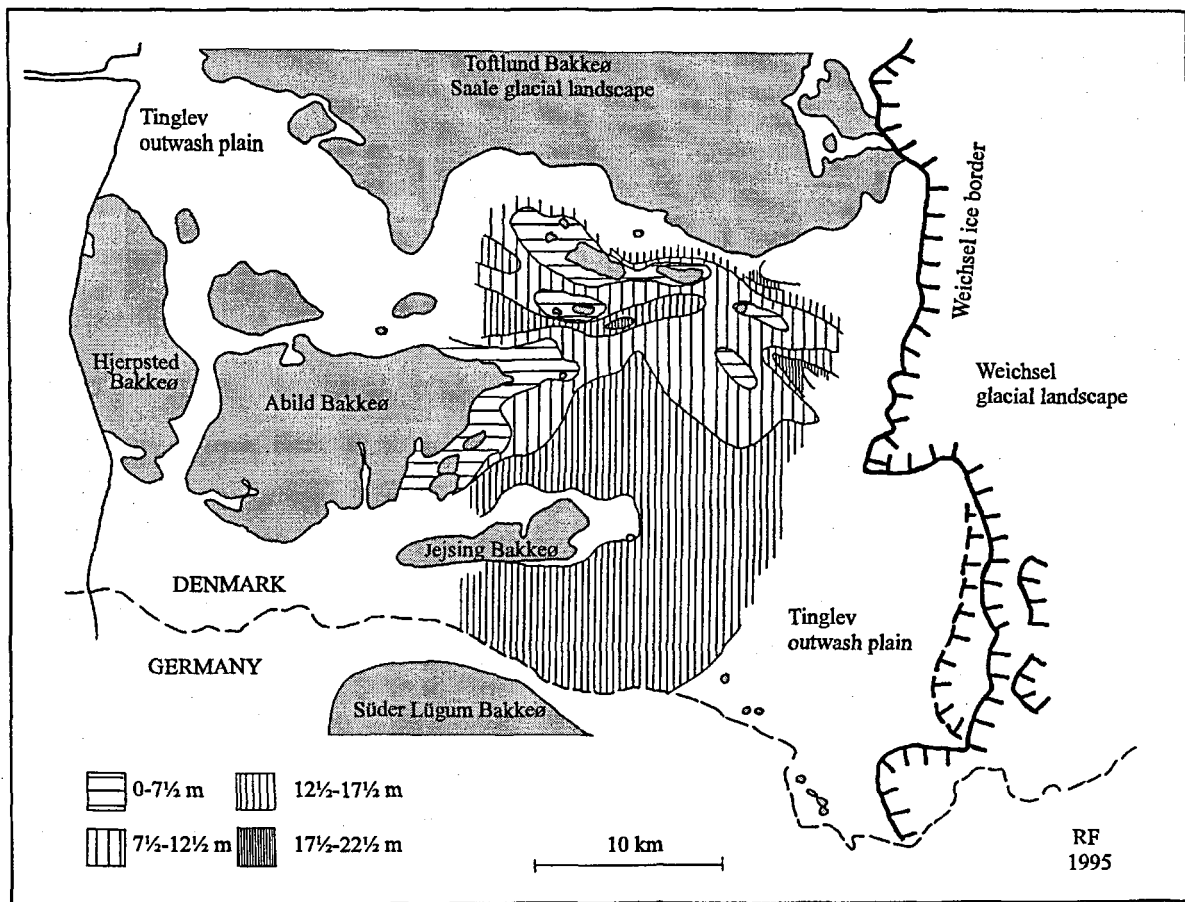 Toftlund Bakkeø
Saale glacial landscape
Tinglev
outwash plain
Weichsel ice border
Hjerpsted
Bakkeø
Abild Bakkeø
Weichsel
glacial landscape
Jejsing Bakkeø
DENMARK
GERMANY
Tinglev
outwash plain
Süder Lügum Bakkeø
0-7½ m
12½-17½ m
7½-12½ m
17½-22½ m
10 km
RF
1995